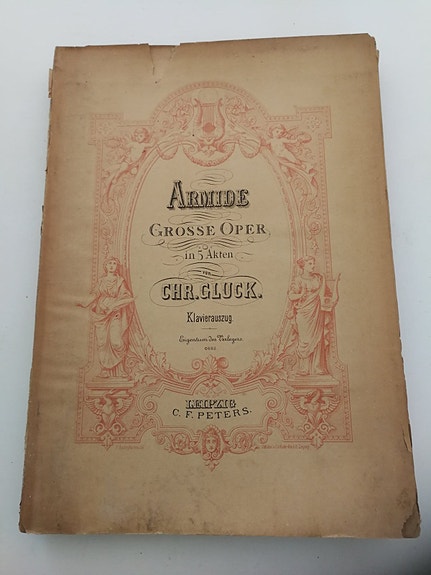 ARMIDE
GROSSE OPER
in 5 Akten
VON
CHR. GLUCK.
Klavierauszug.
Eigentum des Verlegers.
LEIPZIG
C. F. PETERS.